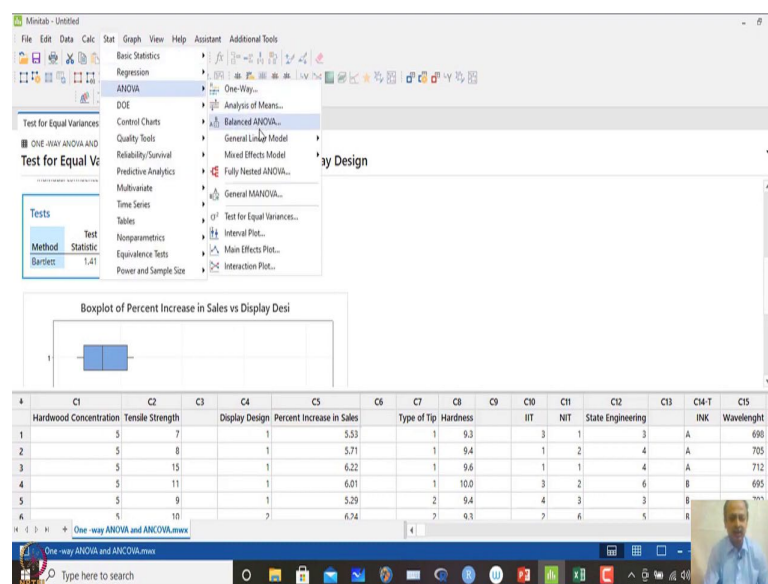 Minitab - Untitled
File Edit Data Calc Stat Graph View Help Assistant Additional Tools
Basic Statistics
Regression
ANOVA
DOE
Control Charts
Quality Tools
Reliability/Survival
Predictive Analytics
Multivariate
Time Series
Tables
Nonparametrics
Equivalence Tests
Power and Sample Size
One-Way...
Analysis of Means...
Balanced ANOVA...
General Linear Model
Mixed Effects Model
Fully Nested ANOVA...
General MANOVA...
Test for Equal Variances...
Interval Plot...
Main Effects Plot...
Interaction Plot...
Test for Equal Variances
ONE -WAY ANOVA AND
Test for Equal Va ay Design
Tests
Test
Method Statistic
Bartlett 1.41
Boxplot of Percent Increase in Sales vs Display Desi
1
C1 C2 C3 C4 C5 C6 C7 C8 C9 C10 C11 C12 C13 C14-T C15
Hardwood Concentration Tensile Strength Display Design Percent Increase in Sales Type of Tip Hardness IIT NIT State Engineering INK Wavelenght
1 5 7 1 5.53 1 9.3 3 1 3 A 698
2 5 8 1 5.71 1 9.4 1 2 4 A 705
3 5 15 1 6.22 1 9.6 1 1 4 A 712
4 5 11 1 6.01 1 10.0 3 2 6 B 695
5 5 9 1 5.29 2 9.4 4 3 3 B
6 5 10 2 6.74 2 9.3 2 6 5 B
One -way ANOVA and ANCOVA.mwx
One -way ANOVA and ANCOVA.mwx
Type here to search